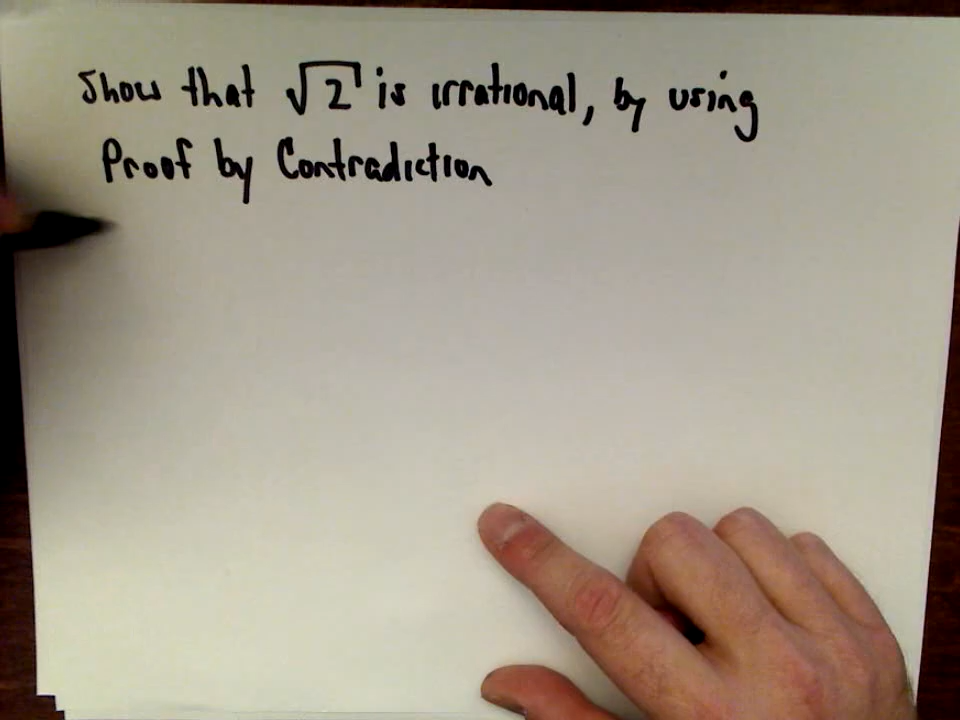 Show that √2 is irrational, by using
Proof by Contradiction